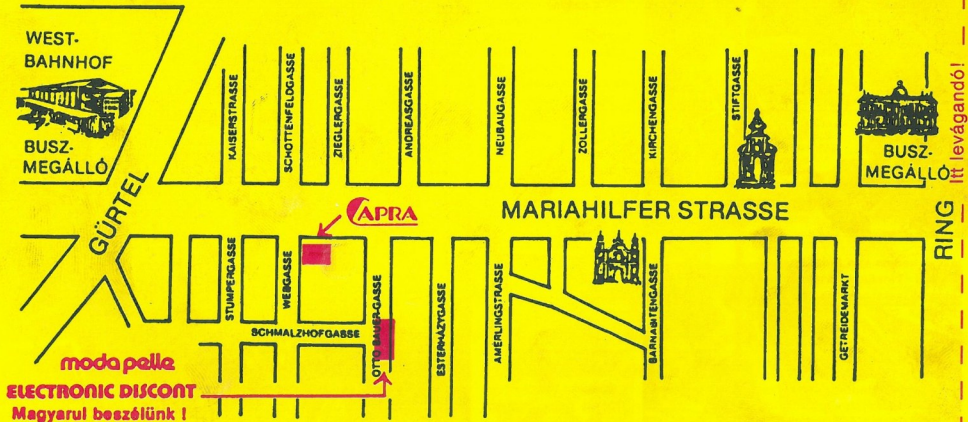 WEST-
BAHNHOF
BUSZ-
MEGÁLLÓ
GÜRTEL
KAISERSTRASSE
SCHOTTENFELDGASSE
ZIEGLERGASSE
ANDREASGASSE
NEUBAUGASSE
ZOLLERGASSE
KIRCHENGASSE
STIFTGASSE
BUSZ-
MEGÁLLÓ
Itt levágandó!
CAPRA
MARIAHILFER STRASSE
RING
STUMPERGASSE
WEBGASSE
SCHMALZHOFGASSE
OTTO BAUER-GASSE
ESTERHÁZYGASSE
AMERLINGSTRASSE
BARNABITENGASSE
GETREIDEMARKT
moda pelle
ELECTRONIC DISCONT
Magyarul beszélünk !